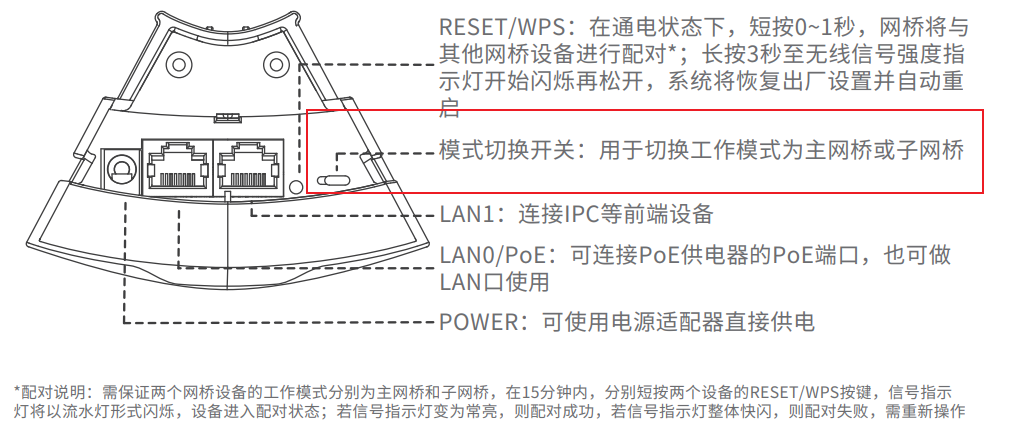 RESET/WPS：在通电状态下，短按0~1秒，网桥将与
其他网桥设备进行配对*；长按3秒至无线信号强度指
示灯开始闪烁再松开，系统将恢复出厂设置并自动重
启
模式切换开关：用于切换工作模式为主网桥或子网桥
LAN1：连接IPC等前端设备
LAN0/PoE：可连接PoE供电器的PoE端口，也可做
LAN口使用
POWER：可使用电源适配器直接供电
*配对说明：需保证两个网桥设备的工作模式分别为主网桥和子网桥，在15分钟内，分别短按两个设备的RESET/WPS按键，信号指示
灯将以流水灯形式闪烁，设备进入配对状态；若信号指示灯变为常亮，则配对成功，若信号指示灯整体快闪，则配对失败，需重新操作